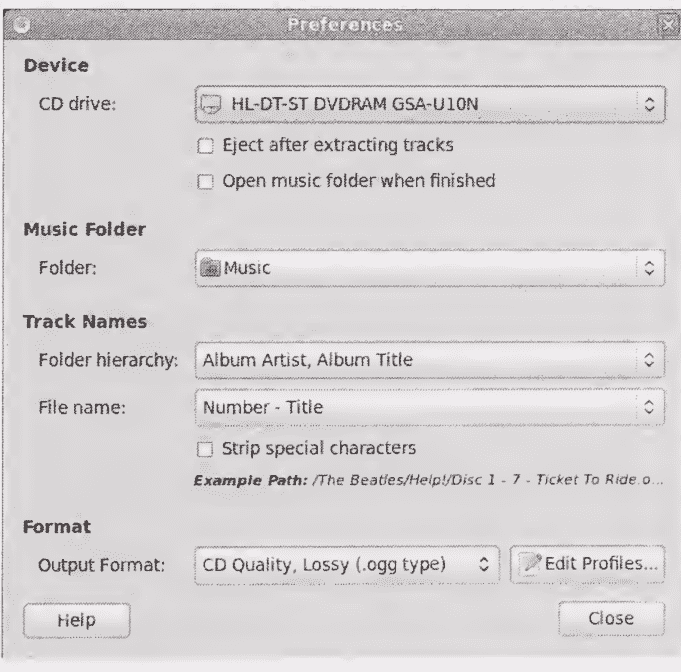 Preferences
Device
CD drive: HL-DT-ST DVDRAM GSA-U10N
Eject after extracting tracks
Open music folder when finished
Music Folder
Folder: Music
Track Names
Folder hierarchy: Album Artist, Album Title
File name: Number - Title
Strip special characters
Example Path: /The Beatles/Help!/Disc 1 - 7 - Ticket To Ride.o...
Format
Output Format: CD Quality, Lossy (.ogg type) Edit Profiles...
Help Close